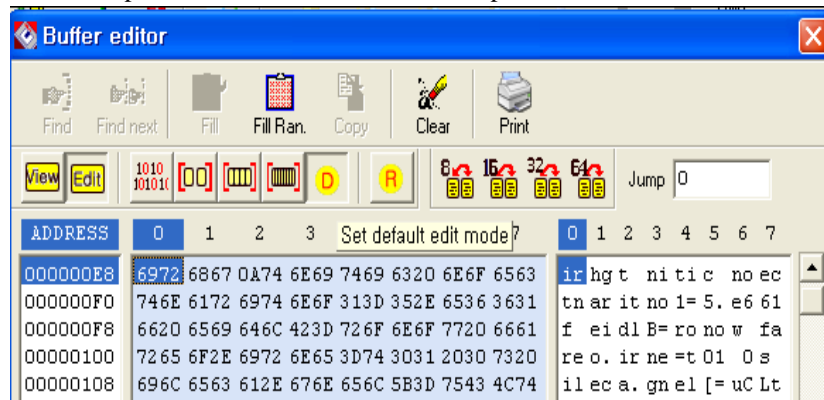 Buffer editor
Find Find next Fill Fill Ran. Copy Clear Print
View Edit 1010 10101( [00] D R 8 16 32 64 Jump 0
ADDRESS 0 1 2 3 Set default edit mode 7 0 1 2 3 4 5 6 7
000000E8 6972 6867 0A74 6E69 7469 6320 6E6F 6563 ir hg t ni ti c no ec
000000F0 746E 6172 6974 6E6F 313D 352E 6536 3631 tn ar it no 1= 5. e6 61
000000F8 6620 6569 646C 423D 726F 6E6F 7720 6661 f ei dl B= ro no w fa
00000100 7265 6F2E 6972 6E65 3D74 3031 2030 7320 re o. ir ne =t 01 0 s
00000108 696C 6563 612E 676E 656C 5B3D 7543 4C74 il ec a. gn el [= uC Lt